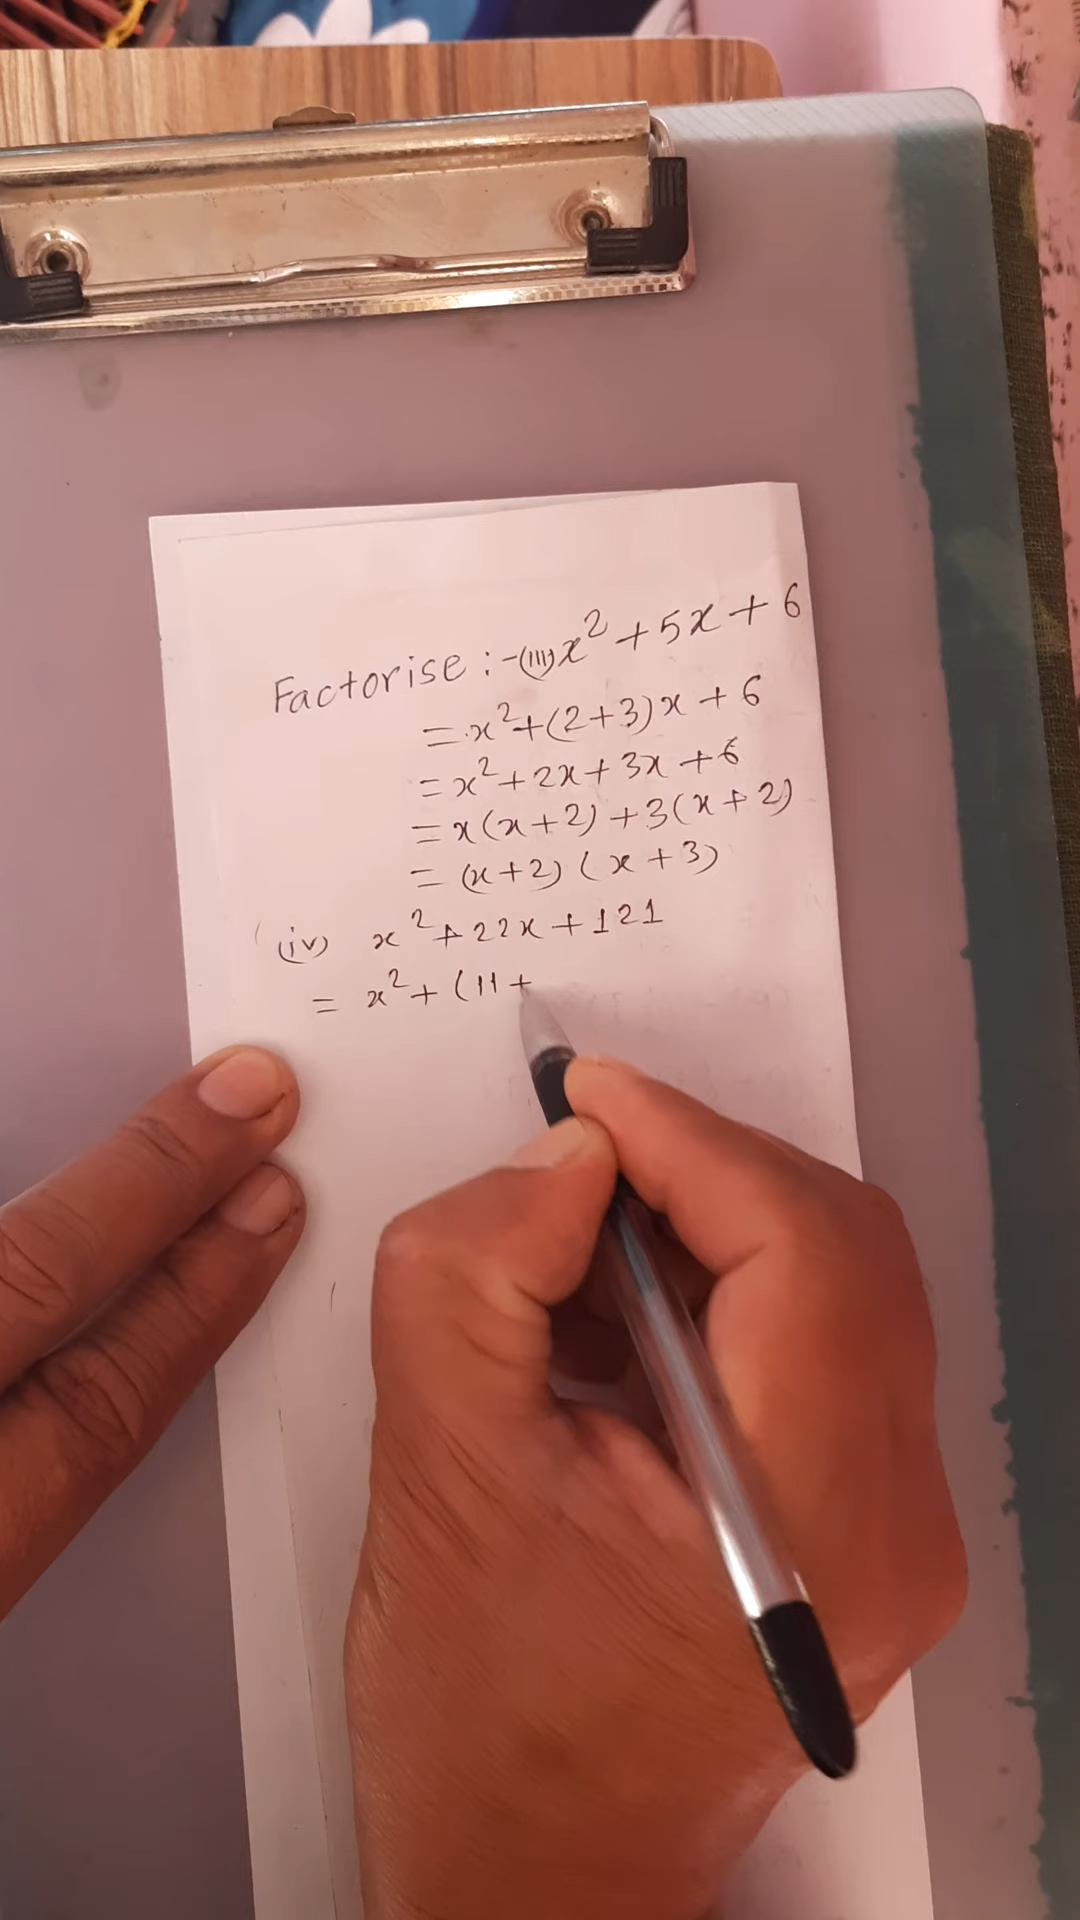 Factorise :- (iii) x² + 5x + 6
= x² + (2+3)x + 6
= x² + 2x + 3x + 6
= x(x+2) + 3(x+2)
= (x+2) (x+3)
(iv) x² + 22x + 121
= x² + (11 +